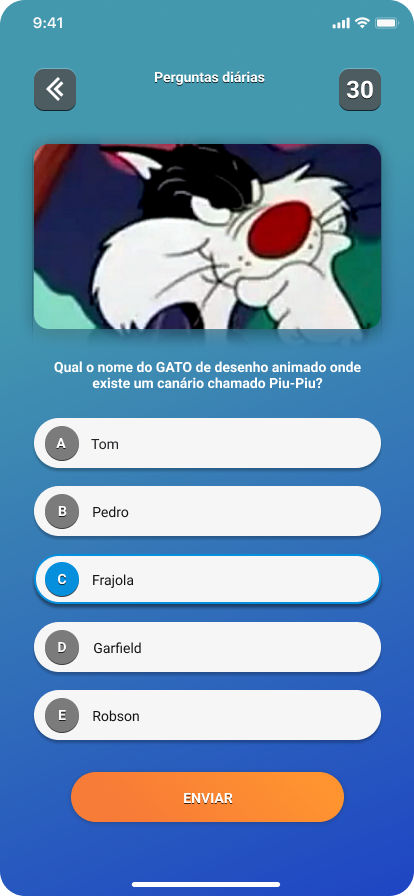 9:41
Perguntas diárias
30
Qual o nome do GATO de desenho animado onde
existe um canário chamado Piu-Piu?
A Tom
B Pedro
C Frajola
D Garfield
E Robson
ENVIAR